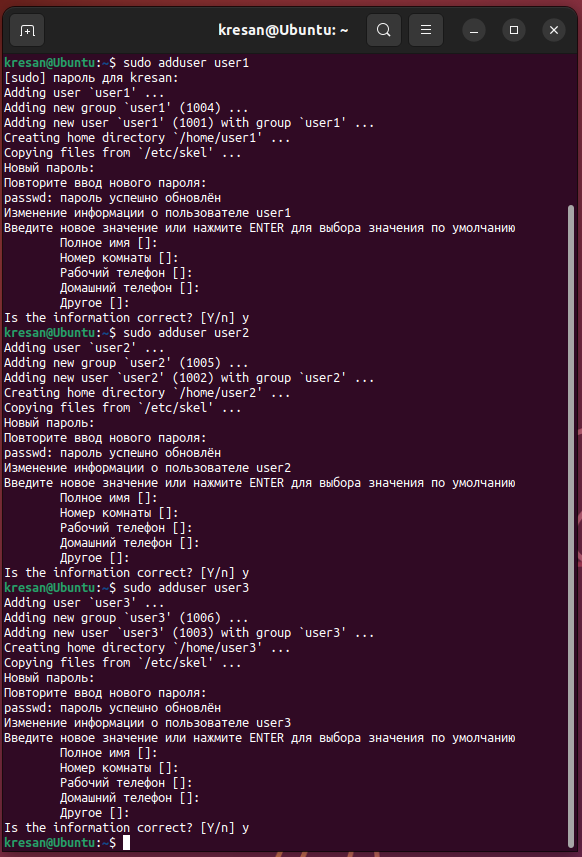 kresan@Ubuntu: ~
kresan@Ubuntu:~$ sudo adduser user1
[sudo] пароль для kresan:
Adding user `user1' ...
Adding new group `user1' (1004) ...
Adding new user `user1' (1001) with group `user1' ...
Creating home directory `/home/user1' ...
Copying files from `/etc/skel' ...
Новый пароль:
Повторите ввод нового пароля:
passwd: пароль успешно обновлён
Изменение информации о пользователе user1
Введите новое значение или нажмите ENTER для выбора значения по умолчанию
Полное имя []:
Номер комнаты []:
Рабочий телефон []:
Домашний телефон []:
Другое []:
Is the information correct? [Y/n] y
kresan@Ubuntu:~$ sudo adduser user2
Adding user `user2' ...
Adding new group `user2' (1005) ...
Adding new user `user2' (1002) with group `user2' ...
Creating home directory `/home/user2' ...
Copying files from `/etc/skel' ...
Новый пароль:
Повторите ввод нового пароля:
passwd: пароль успешно обновлён
Изменение информации о пользователе user2
Введите новое значение или нажмите ENTER для выбора значения по умолчанию
Полное имя []:
Номер комнаты []:
Рабочий телефон []:
Домашний телефон []:
Другое []:
Is the information correct? [Y/n] y
kresan@Ubuntu:~$ sudo adduser user3
Adding user `user3' ...
Adding new group `user3' (1006) ...
Adding new user `user3' (1003) with group `user3' ...
Creating home directory `/home/user3' ...
Copying files from `/etc/skel' ...
Новый пароль:
Повторите ввод нового пароля:
passwd: пароль успешно обновлён
Изменение информации о пользователе user3
Введите новое значение или нажмите ENTER для выбора значения по умолчанию
Полное имя []:
Номер комнаты []:
Рабочий телефон []:
Домашний телефон []:
Другое []:
Is the information correct? [Y/n] y
kresan@Ubuntu:~$